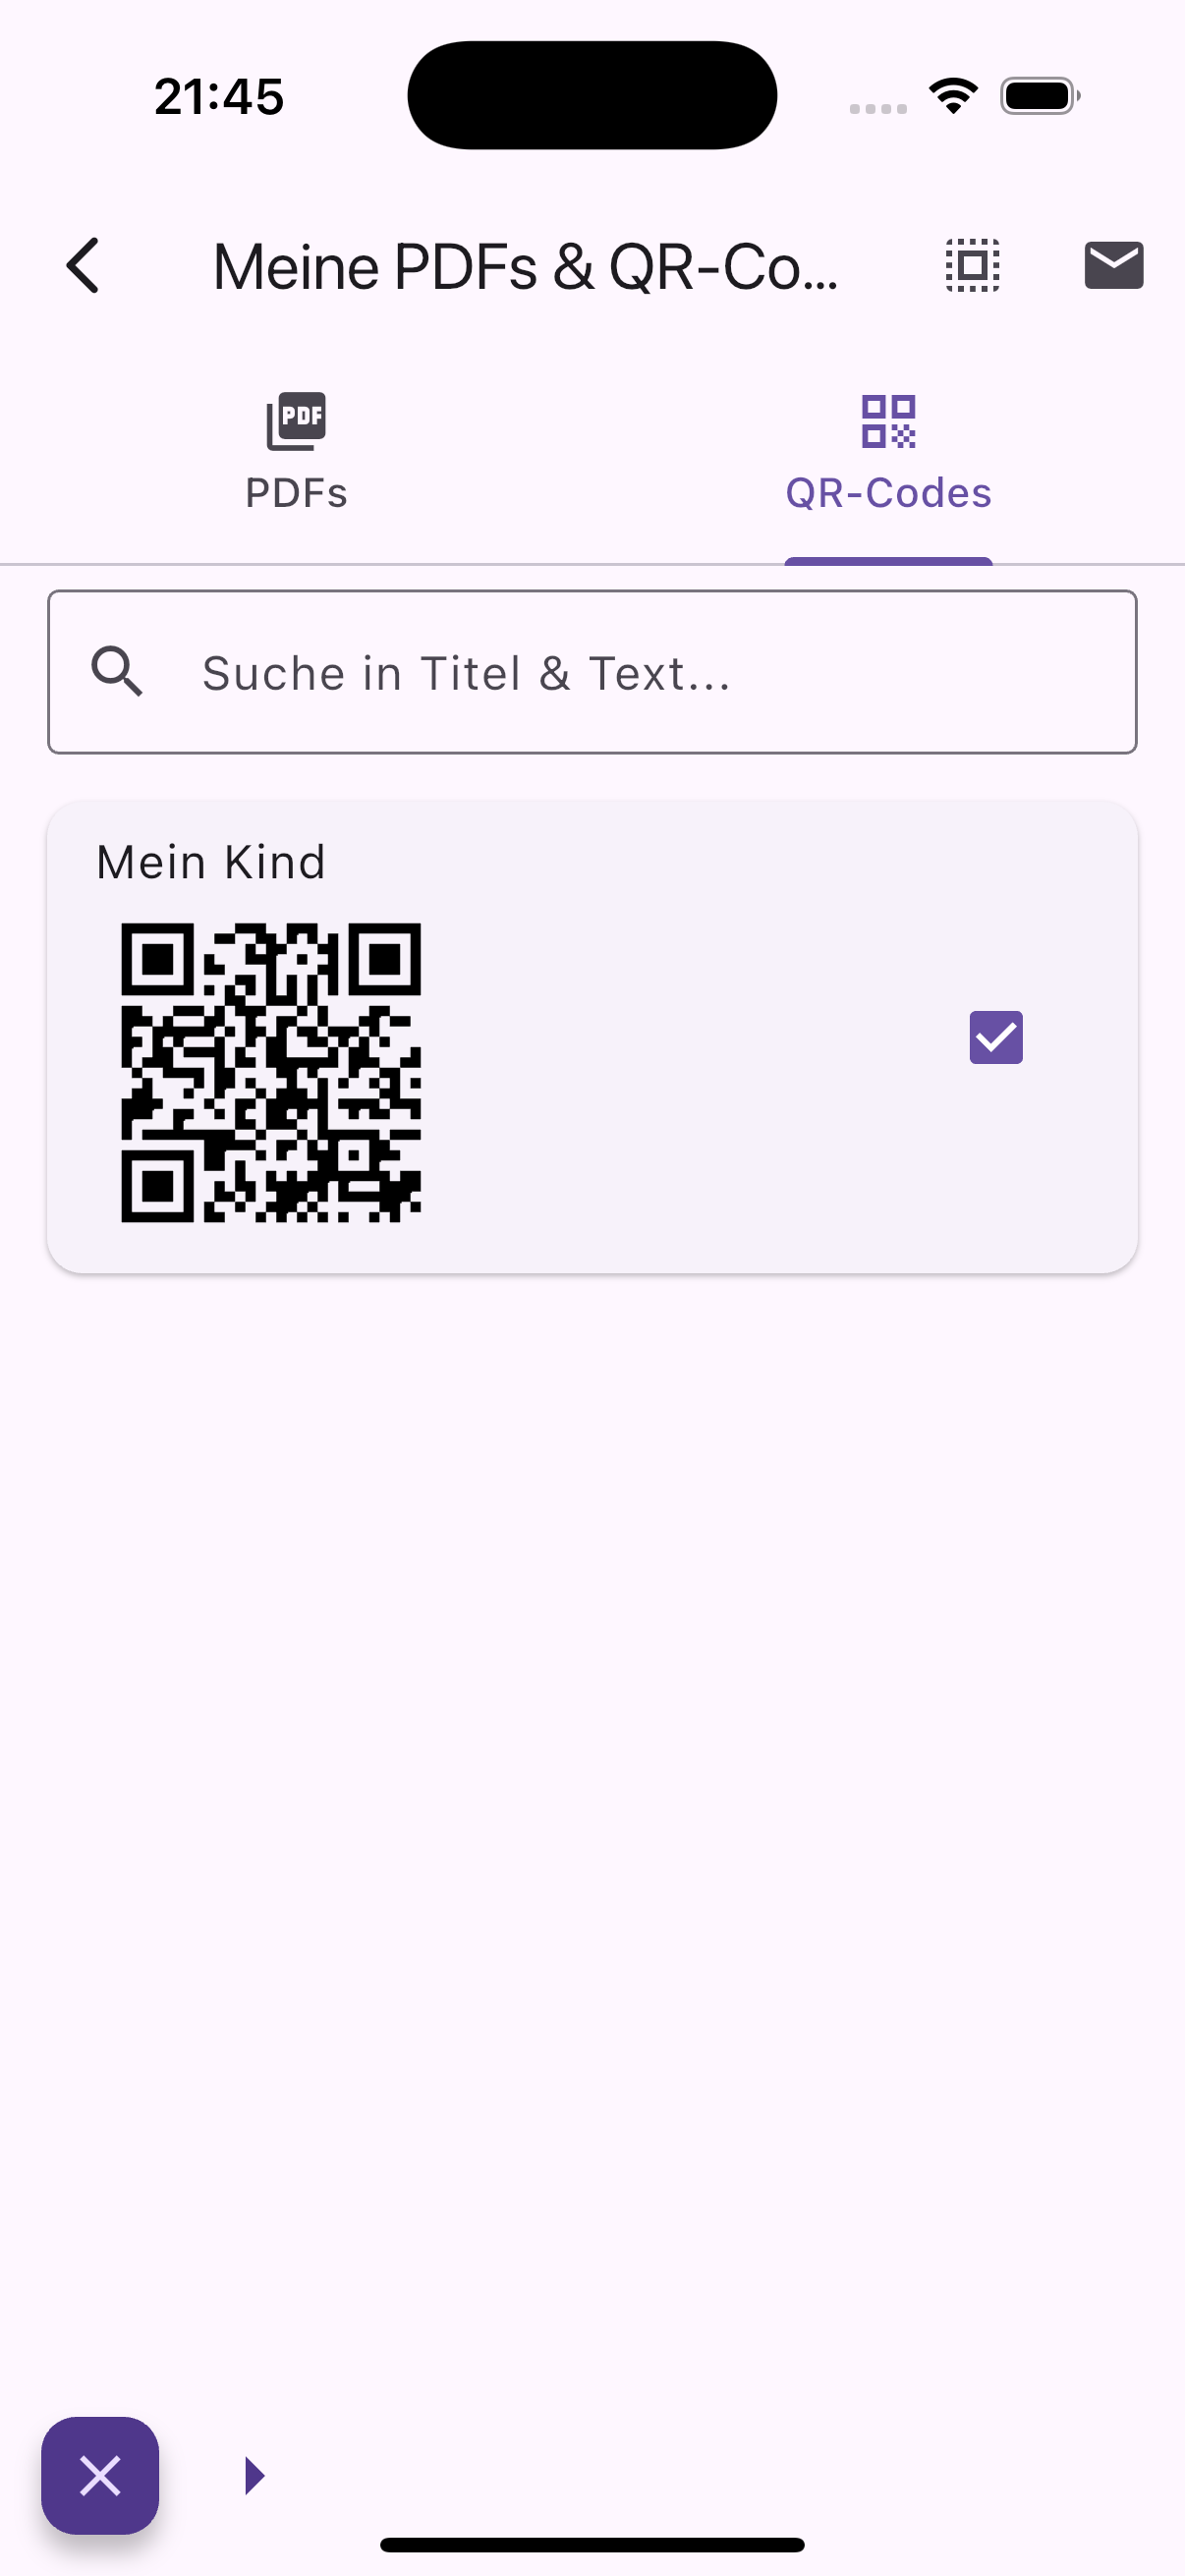 21:45
Meine PDFs & QR-Co...
PDF
PDFs
QR-Codes
Suche in Titel & Text...
Mein Kind